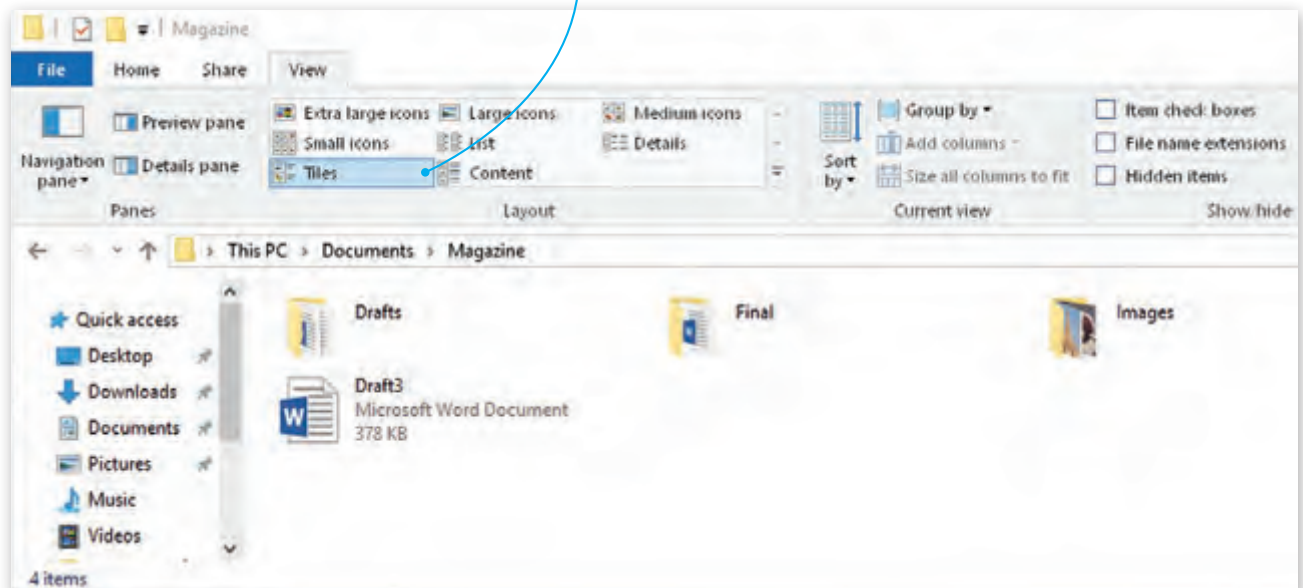 Magazine
File Home Share View
Extra large icons Large icons Medium icons
Small icons List Details
Tiles Content
Navigation pane
Preview pane
Details pane
Sort by
Group by
Add columns
Size all columns to fit
Item check boxes
File name extensions
Hidden items
Panes Layout Current view Show/hide
This PC > Documents > Magazine
Quick access
Desktop
Downloads
Documents
Pictures
Music
Videos
Drafts Final Images
Draft3
Microsoft Word Document
378 KB
4 items